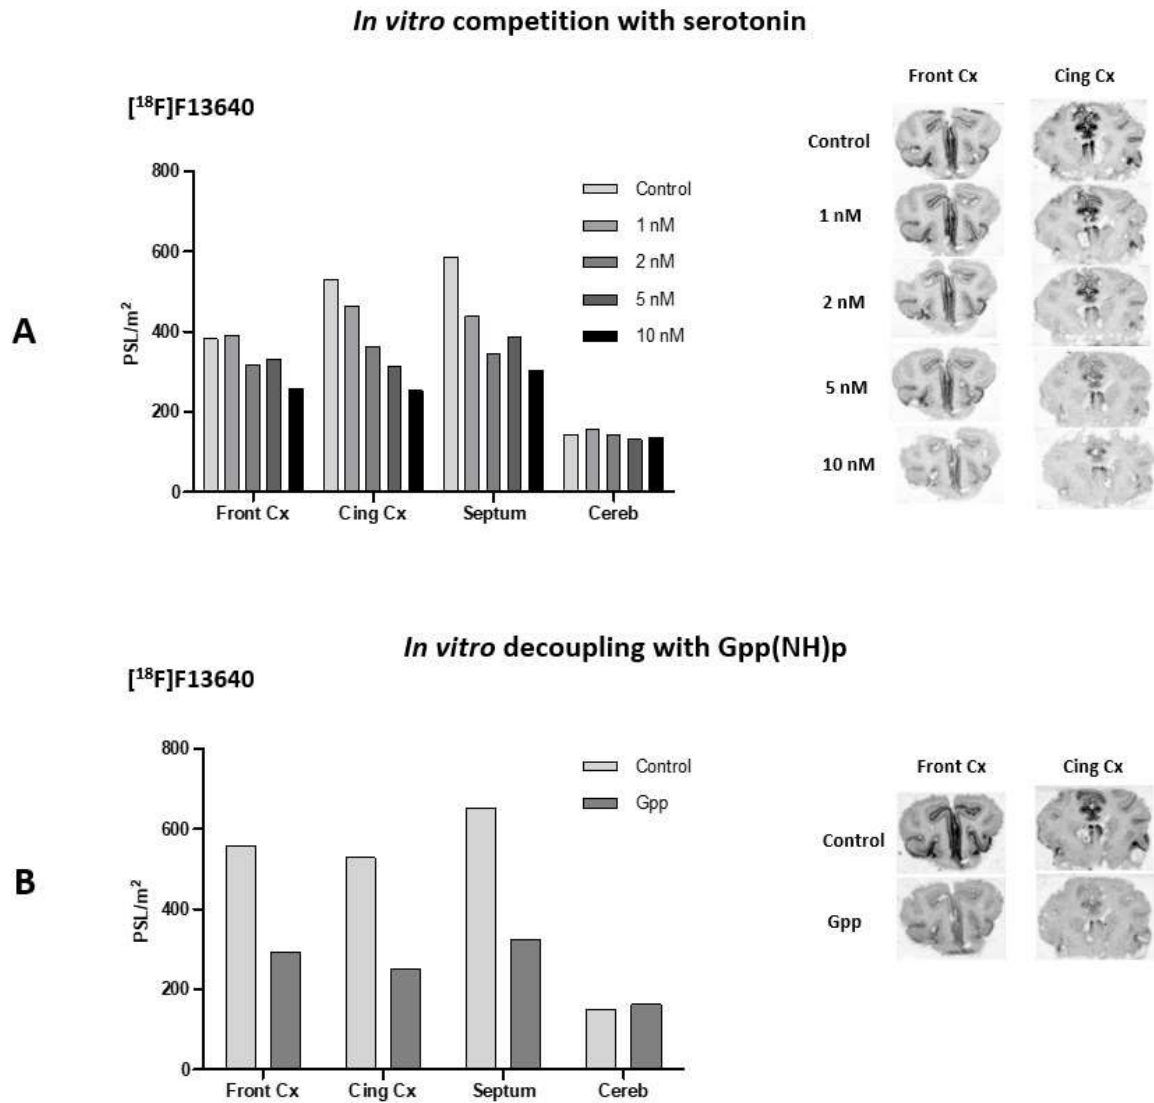 In vitro competition with serotonin
[¹⁸F]F13640
A
PSL/m²
800
600
400
200
0
Control
1 nM
2 nM
5 nM
10 nM
Front Cx Cing Cx Septum Cereb
Front Cx Cing Cx
Control
1 nM
2 nM
5 nM
10 nM
In vitro decoupling with Gpp(NH)p
[¹⁸F]F13640
B
PSL/m²
800
600
400
200
0
Control
Gpp
Front Cx Cing Cx Septum Cereb
Front Cx Cing Cx
Control
Gpp